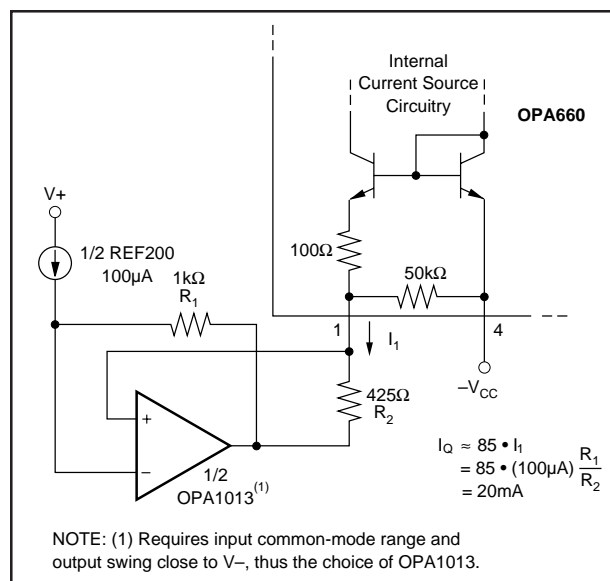 Internal
Current Source
Circuitry
OPA660
V+
1/2 REF200
100µA
1kΩ
R1
100Ω
50kΩ
1
4
I1
–VCC
425Ω
R2
+
–
1/2
OPA1013(1)
IQ ≈ 85 • I1
= 85 • (100µA) R1/R2
= 20mA
NOTE: (1) Requires input common-mode range and
output swing close to V–, thus the choice of OPA1013.